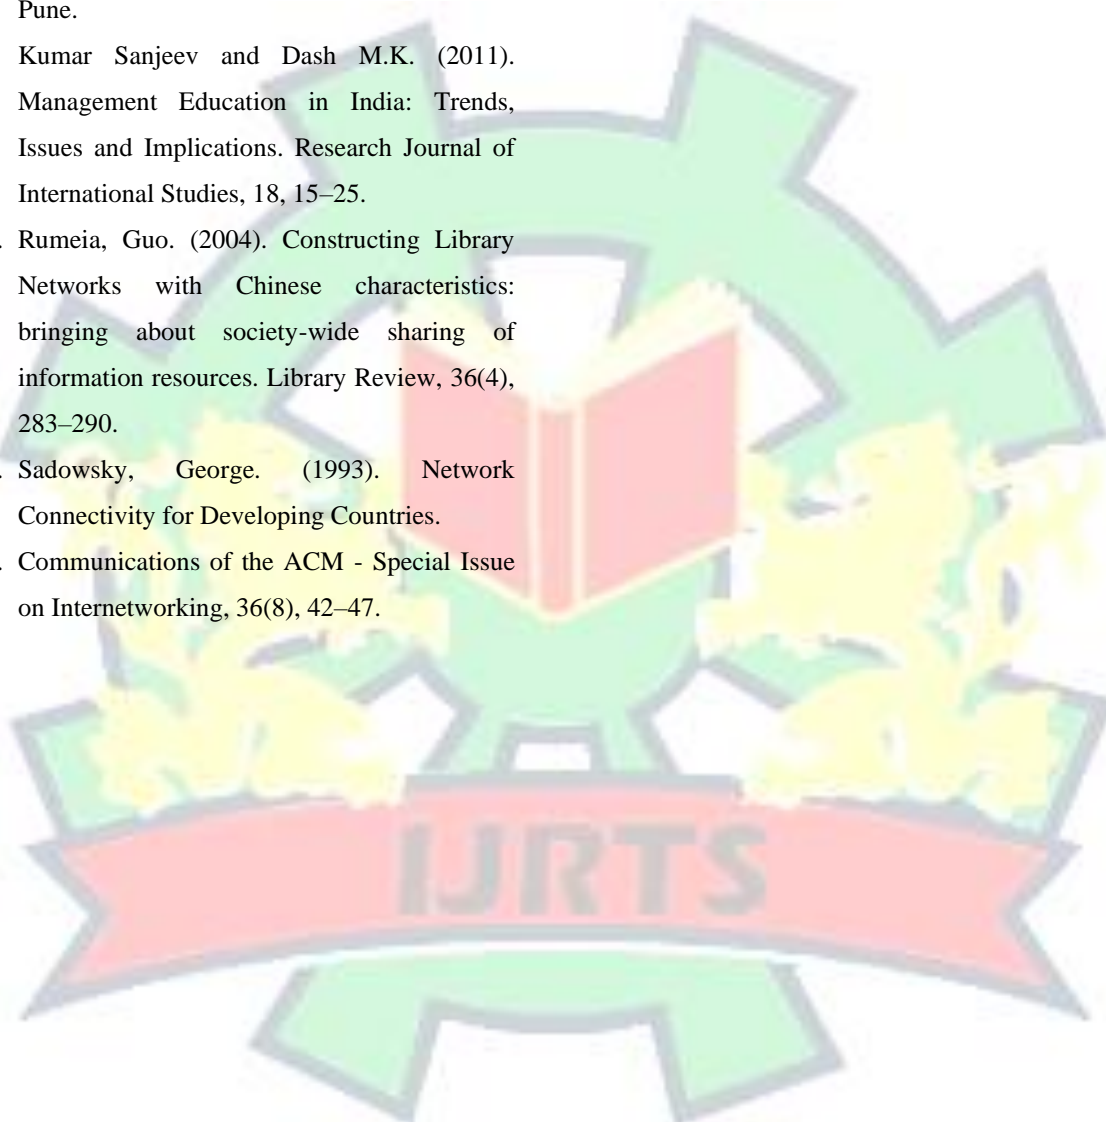 Pune.
Kumar Sanjeev and Dash M.K. (2011).
Management Education in India: Trends,
Issues and Implications. Research Journal of
International Studies, 18, 15–25.
. Rumeia, Guo. (2004). Constructing Library
Networks with Chinese characteristics:
bringing about society-wide sharing of
information resources. Library Review, 36(4),
283–290.
. Sadowsky, George. (1993). Network
Connectivity for Developing Countries.
. Communications of the ACM - Special Issue
on Internetworking, 36(8), 42–47.
IJRTS